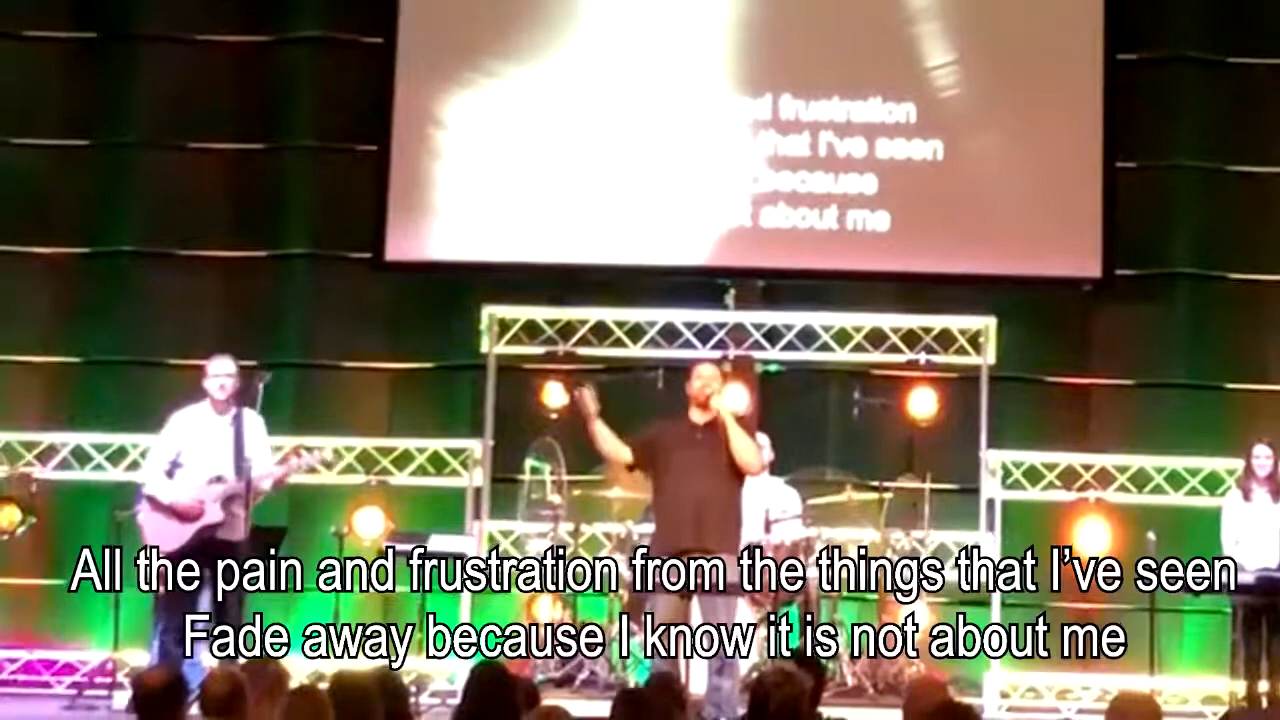 frustration
that I've seen
because
about me
All the pain and frustration from the things that I've seen
Fade away because I know it is not about me